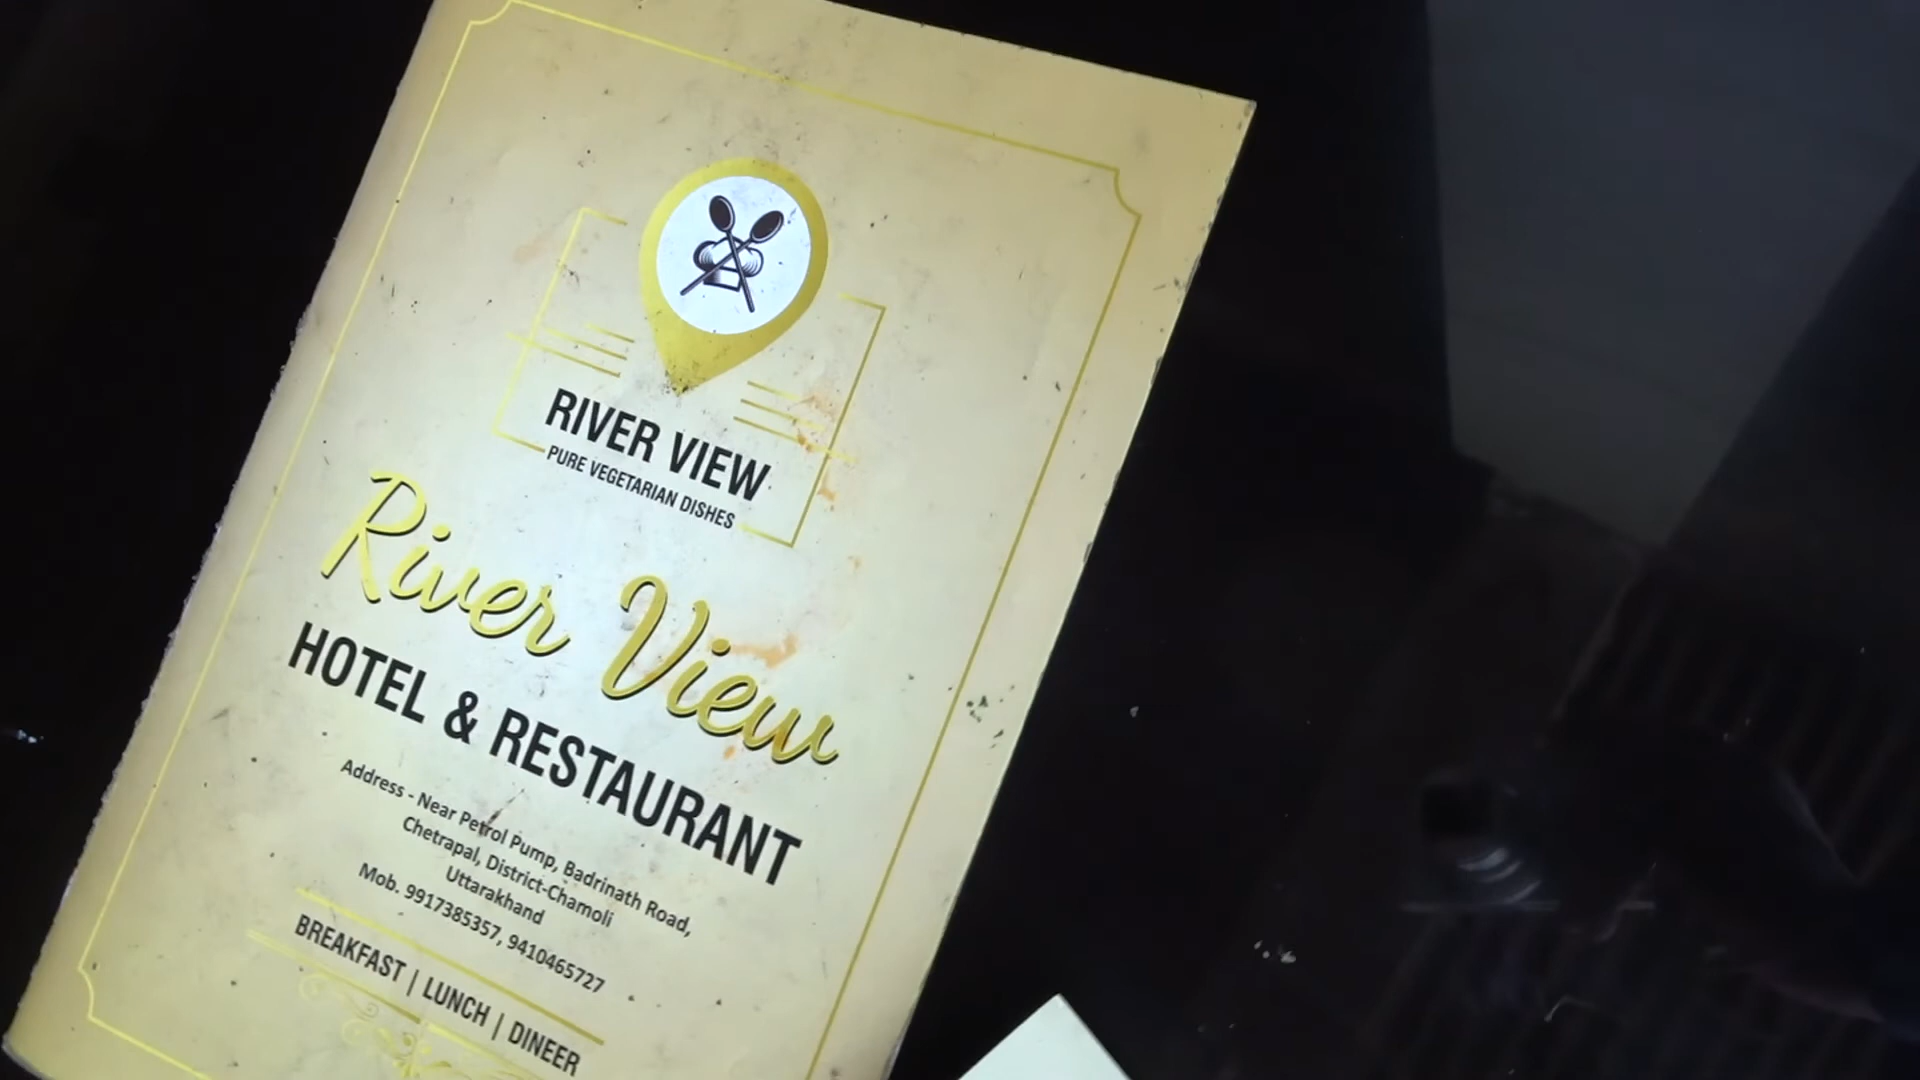 RIVER VIEW
PURE VEGETARIAN DISHES
River View
HOTEL & RESTAURANT
Address - Near Petrol Pump, Badrinath Road,
Chetrapal, District-Chamoli
Uttarakhand
Mob. 9917385357, 9410465727
BREAKFAST | LUNCH | DINEER